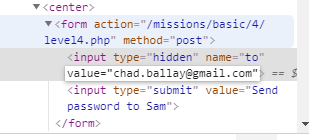 ▼<center>
▼<form action="/missions/basic/4/
level4.php" method="post">
<input type="hidden" name="to"
value="chad.ballay@gmail.com"> == $
<input type="submit" value="Send
password to Sam">
</form>